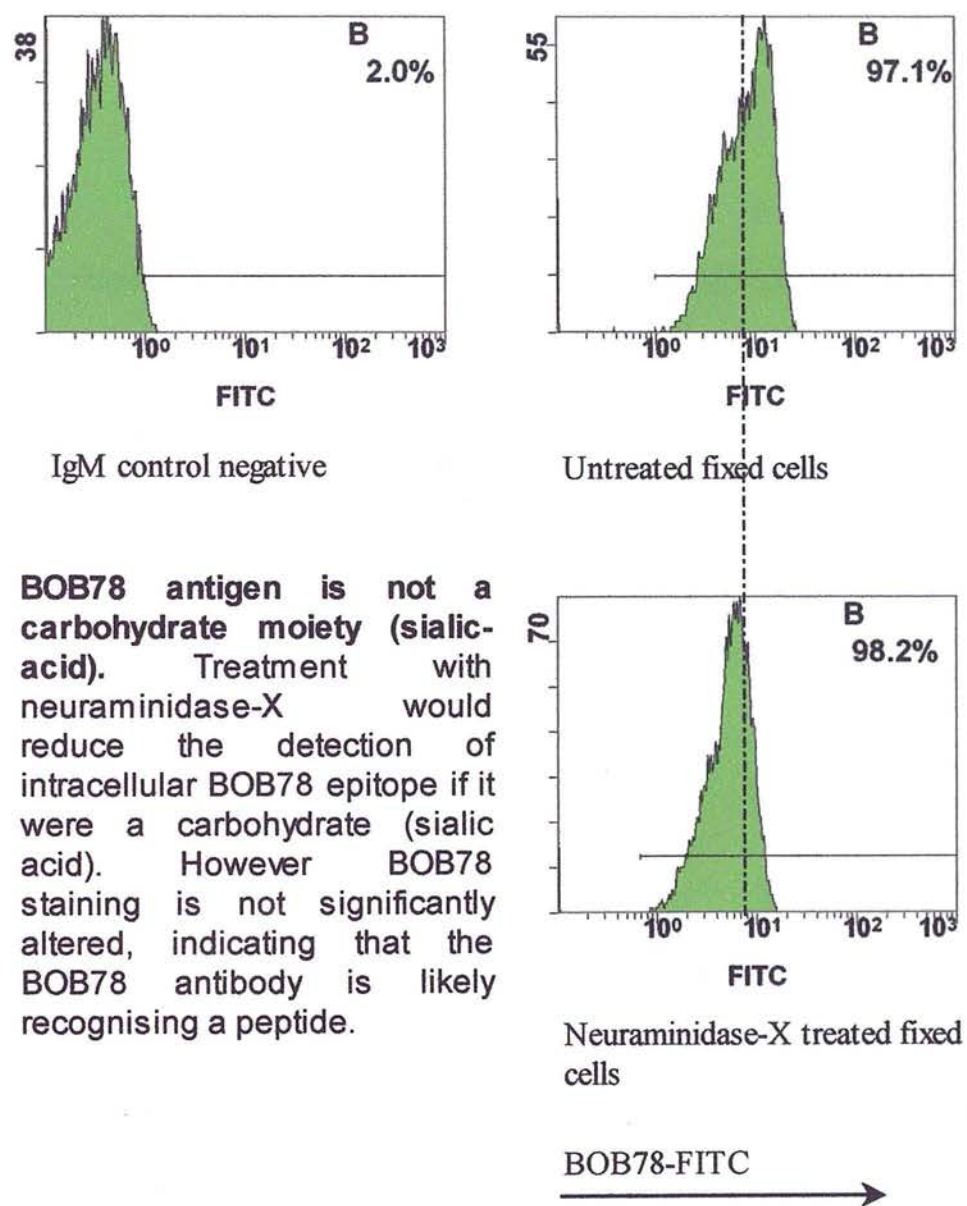 38
B
2.0%
10⁰ 10¹ 10² 10³
FITC
IgM control negative
55
B
97.1%
10⁰ 10¹ 10² 10³
FITC
Untreated fixed cells
BOB78 antigen is not a
carbohydrate moiety (sialic-
acid). Treatment with
neuraminidase-X would
reduce the detection of
intracellular BOB78 epitope if it
were a carbohydrate (sialic
acid). However BOB78
staining is not significantly
altered, indicating that the
BOB78 antibody is likely
recognising a peptide.
70
B
98.2%
10⁰ 10¹ 10² 10³
FITC
Neuraminidase-X treated fixed
cells
BOB78-FITC